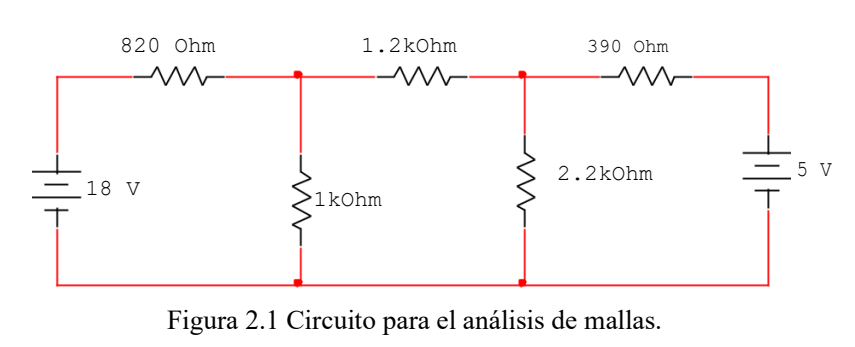 820 Ohm
1.2kOhm
390 Ohm
18 V
1kOhm
2.2kOhm
5 V
Figura 2.1 Circuito para el análisis de mallas.